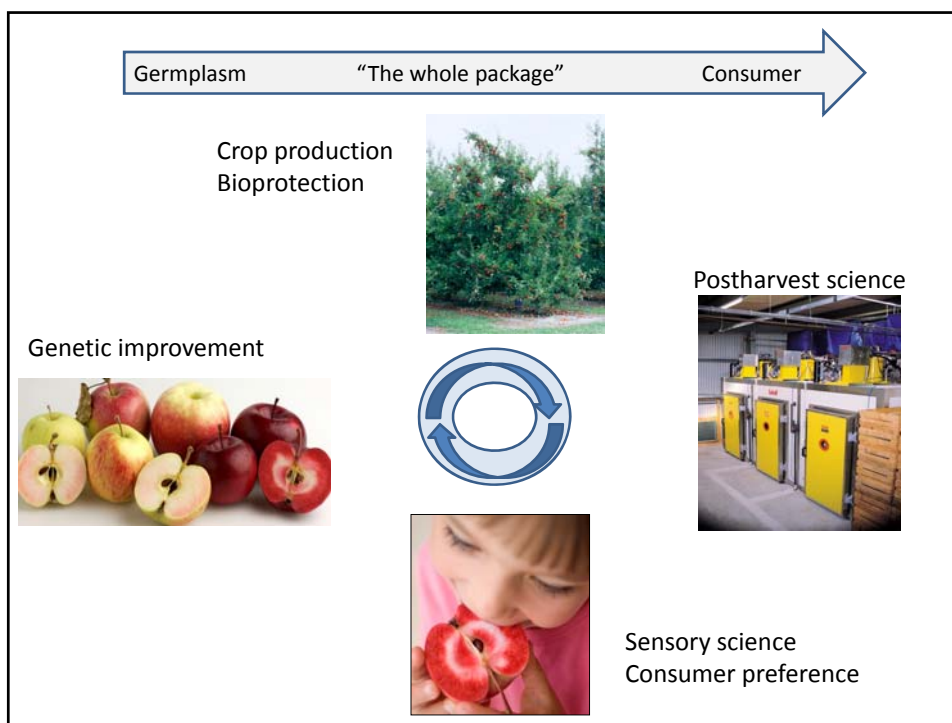 Germplasm “The whole package” Consumer
Crop production
Bioprotection
Postharvest science
Genetic improvement
Sensory science
Consumer preference